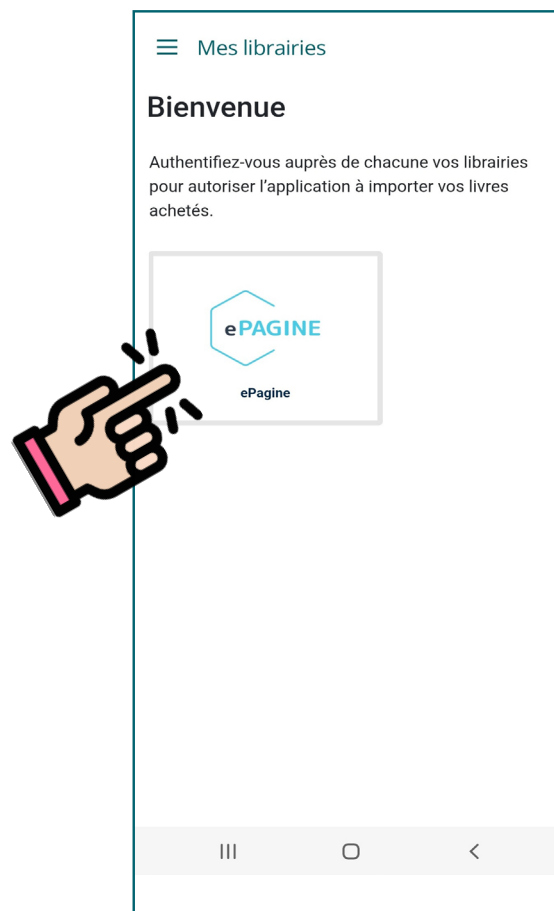 Mes librairies
Bienvenue
Authentifiez-vous auprès de chacune vos librairies
pour autoriser l’application à importer vos livres
achetés.
ePAGINE
ePagine